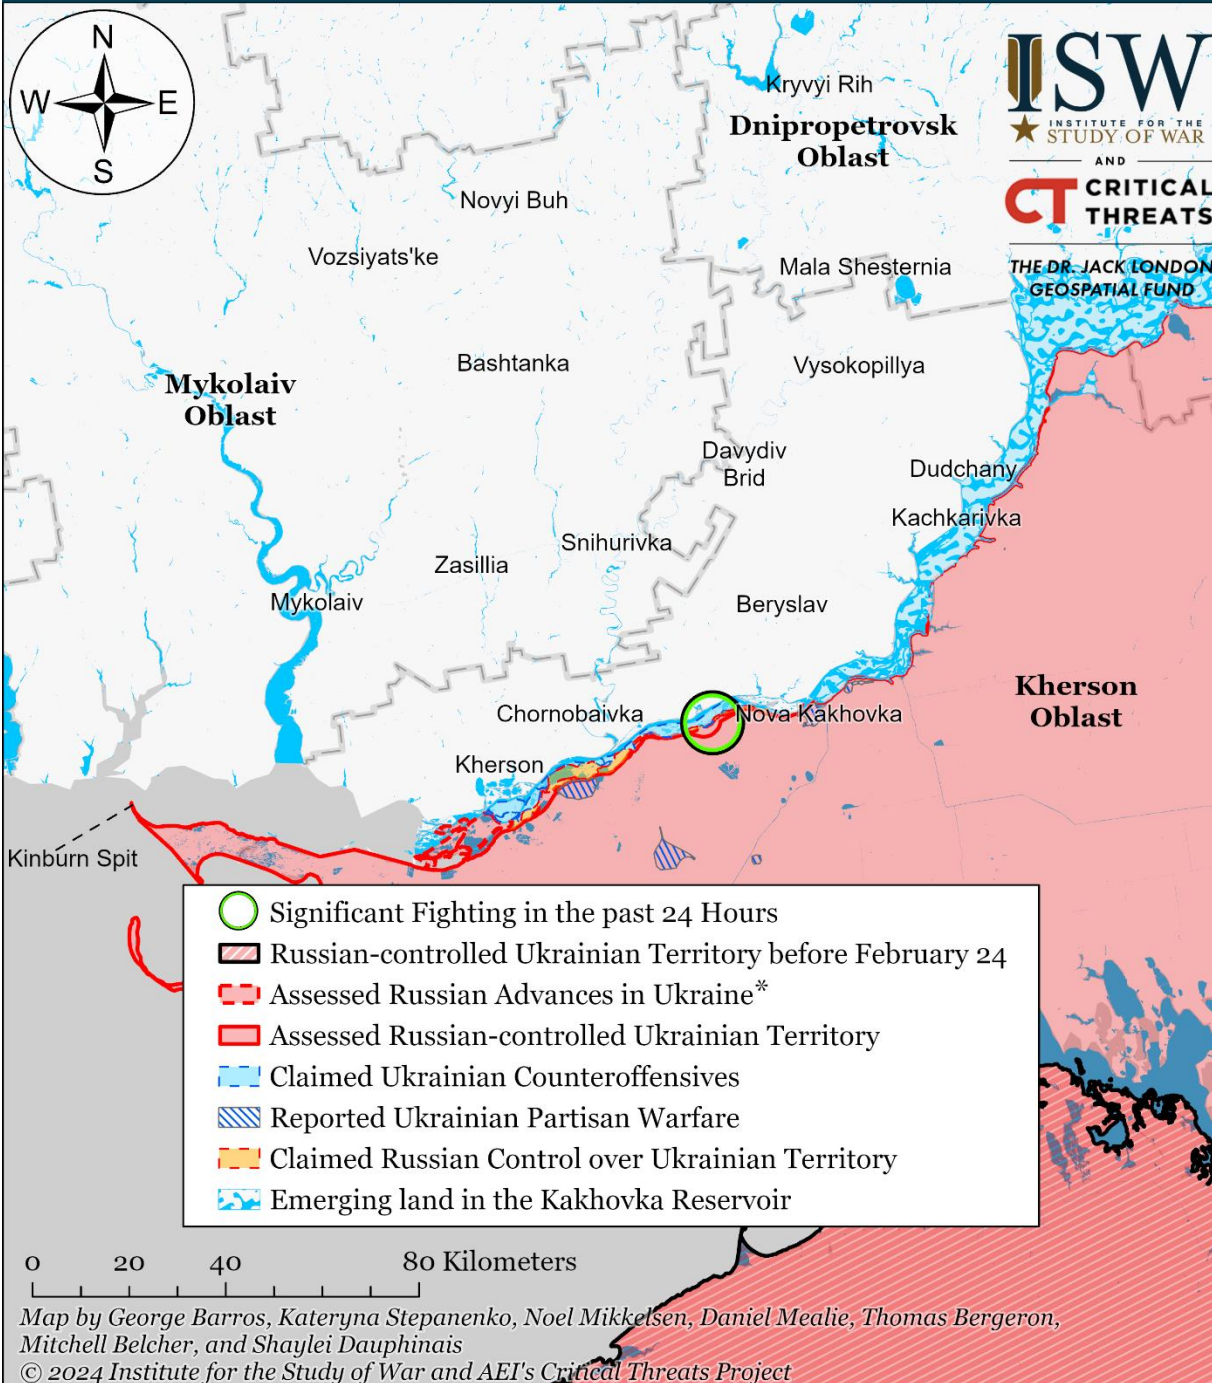 N
W
E
S
ISW
INSTITUTE FOR THE
STUDY OF WAR
AND
CT CRITICAL
THREATS
THE DR. JACK LONDON
GEOSPATIAL FUND
Kryvyi Rih
Dnipropetrovsk
Oblast
Novyi Buh
Vozsiyats'ke
Mala Shesternia
Bashtanka
Vysokopillya
Mykolaiv
Oblast
Davydiv
Brid
Dudchany
Kachkarivka
Snihurivka
Zasillia
Mykolaiv
Beryslav
Kherson
Oblast
Chornobaivka
Nova Kakhovka
Kherson
Kinburn Spit
Significant Fighting in the past 24 Hours
Russian-controlled Ukrainian Territory before February 24
Assessed Russian Advances in Ukraine*
Assessed Russian-controlled Ukrainian Territory
Claimed Ukrainian Counteroffensives
Reported Ukrainian Partisan Warfare
Claimed Russian Control over Ukrainian Territory
Emerging land in the Kakhovka Reservoir
0 20 40 80 Kilometers
Map by George Barros, Kateryna Stepanenko, Noel Mikkelsen, Daniel Mealie, Thomas Bergeron,
Mitchell Belcher, and Shaylei Dauphinais
© 2024 Institute for the Study of War and AEI's Critical Threats Project